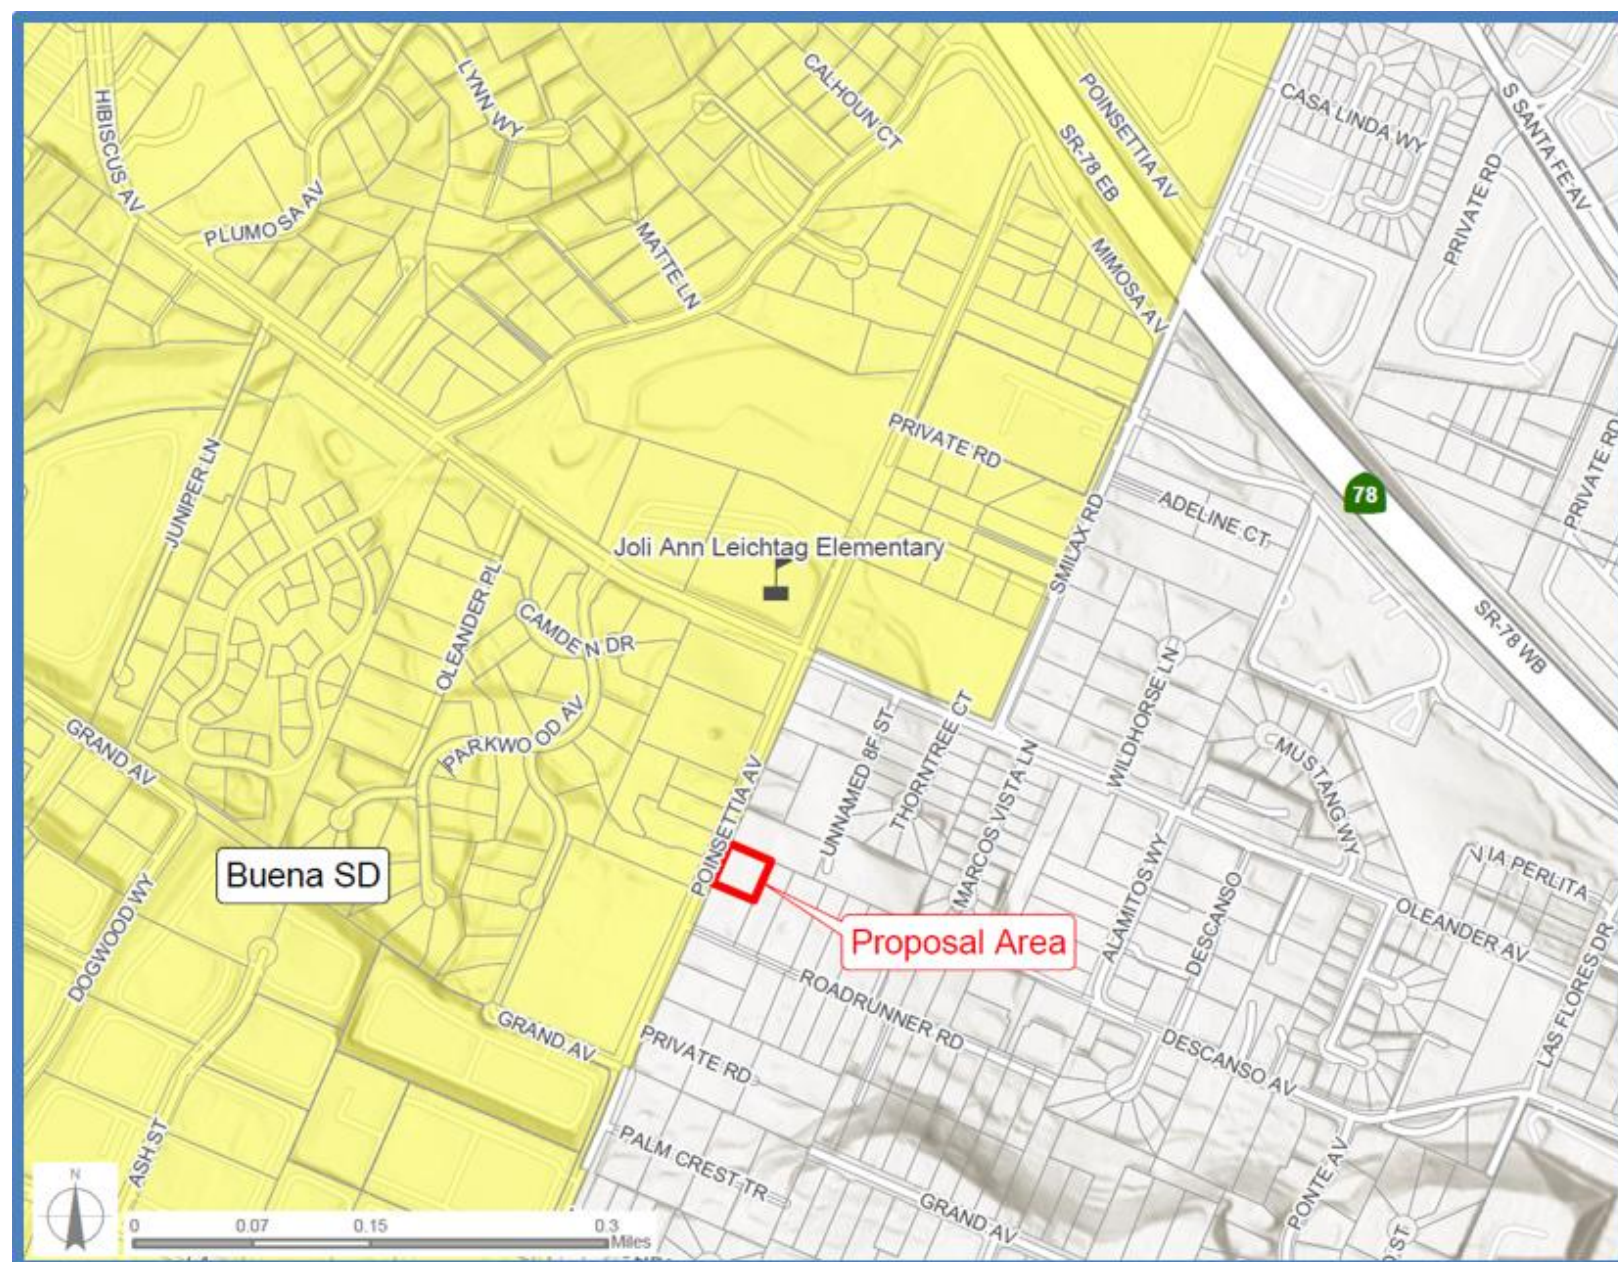 HIBISCUS AV
LYNN WY
CALHOUN CT
POINSETTIA AV
SR-78 EB
CASA LINDA WY
S SANTA FE AV
PRIVATE RD
PLUMOSA AV
MATTE LN
MIMOSA AV
JUNIPER LN
PRIVATE RD
PRIVATE RD
78
ADELINE CT
SMILAX RD
Joli Ann Leichtag Elementary
OLEANDER PL
CAMDEN DR
SR-78 WB
WILDHORSE LN
GRAND AV
PARKWOOD AV
POINSETTIA AV
UNNAMED 8F ST
THORNTREE CT
MARCOS VISTA LN
MUSTANG WY
VIA PERLITA
Buena SD
DOGWOOD WY
Proposal Area
ALAMITOS WY
DESCANSO
OLEANDER AV
LAS FLORES DR
ROADRUNNER RD
GRAND AV
PRIVATE RD
DESCANSO AV
ASH ST
PALM CREST TR
GRAND AV
PONTE AV
N
0 0.07 0.15 0.3
Miles